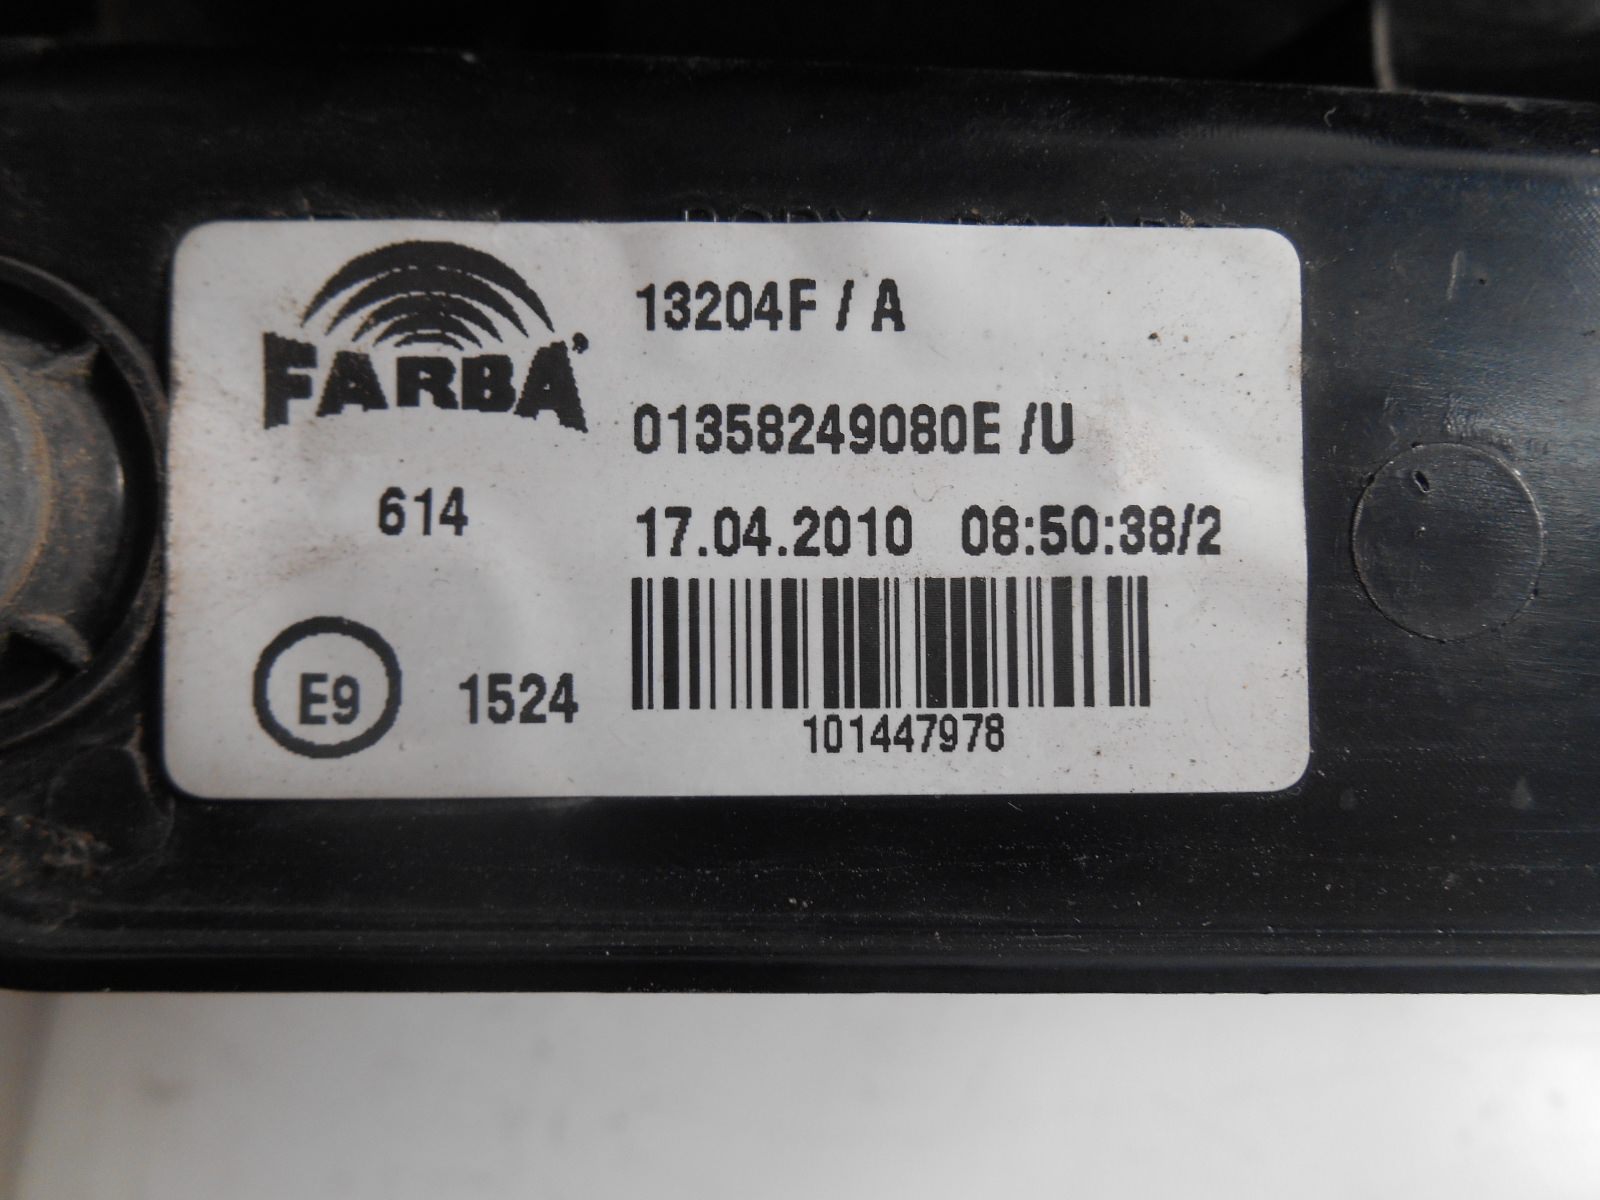 FARBA
13204F / A
01358249080E /U
614
17.04.2010 08:50:38/2
E9
1524
101447978